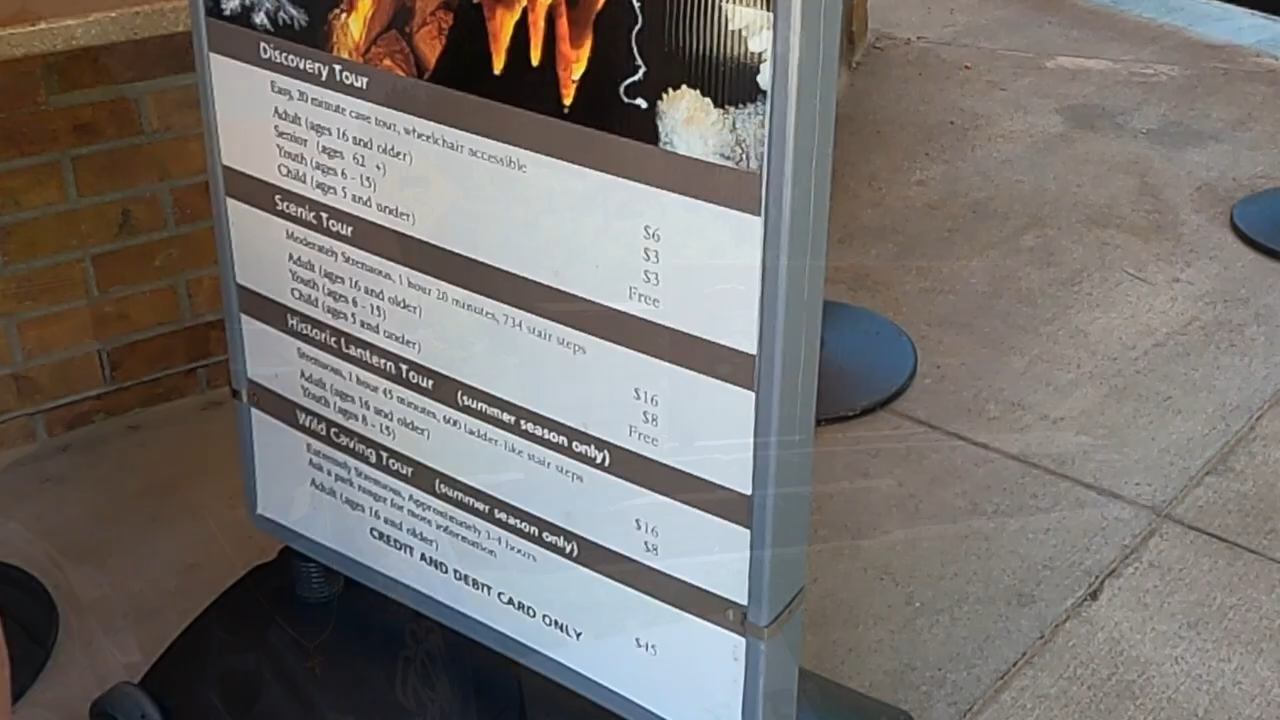 Discovery Tour
Easy, 20 minute cave tour, wheelchair accessible
Adult (ages 16 and older) $6
Senior (ages 62 +) $3
Youth (ages 6 - 15) $3
Child (ages 5 and under) Free
Scenic Tour
Moderately Strenuous, 1 hour 20 minutes, 734 stair steps
Adult (ages 16 and older) $16
Youth (ages 6 - 15) $8
Child (ages 5 and under) Free
Historic Lantern Tour (summer season only)
Strenuous, 1 hour 45 minutes, 600 ladder-like stair steps
Adult (ages 16 and older) $16
Youth (ages 8 - 15) $8
Wild Caving Tour (summer season only)
Extremely Strenuous, Approximately 3-4 hours
Ask a park ranger for more information
Adult (ages 16 and older) $45
CREDIT AND DEBIT CARD ONLY